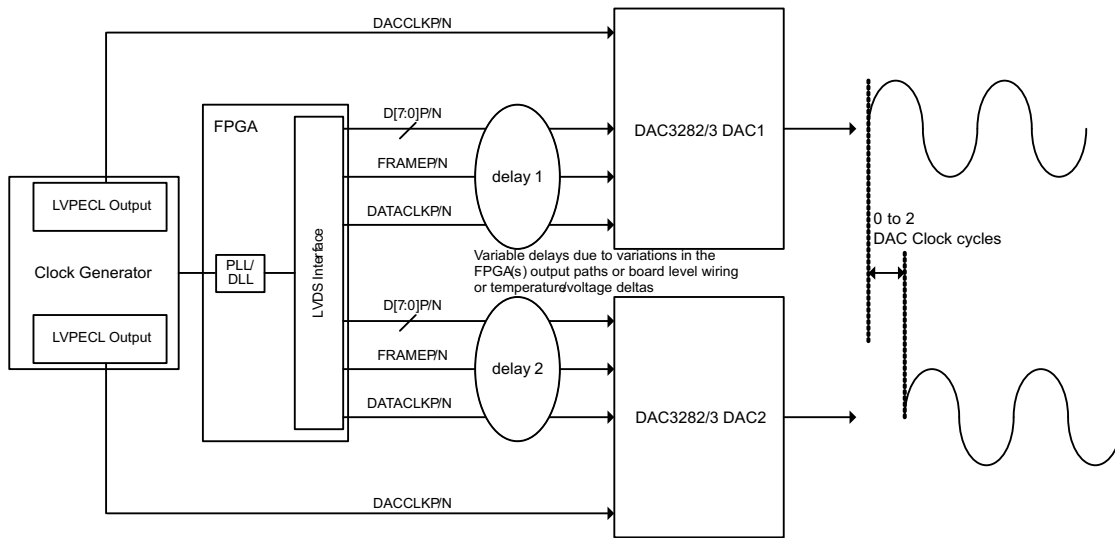 DACCLKP/N
FPGA
D[7:0]P/N
FRAMEP/N
DATACLKP/N
delay 1
DAC3282/3 DAC1
LVPECL Output
Clock Generator
LVPECL Output
PLL/
DLL
LVDS Interface
Variable delays due to variations in the
FPGA(s) output paths or board level wiring
or temperature/voltage deltas
0 to 2
DAC Clock cycles
D[7:0]P/N
FRAMEP/N
DATACLKP/N
delay 2
DAC3282/3 DAC2
DACCLKP/N